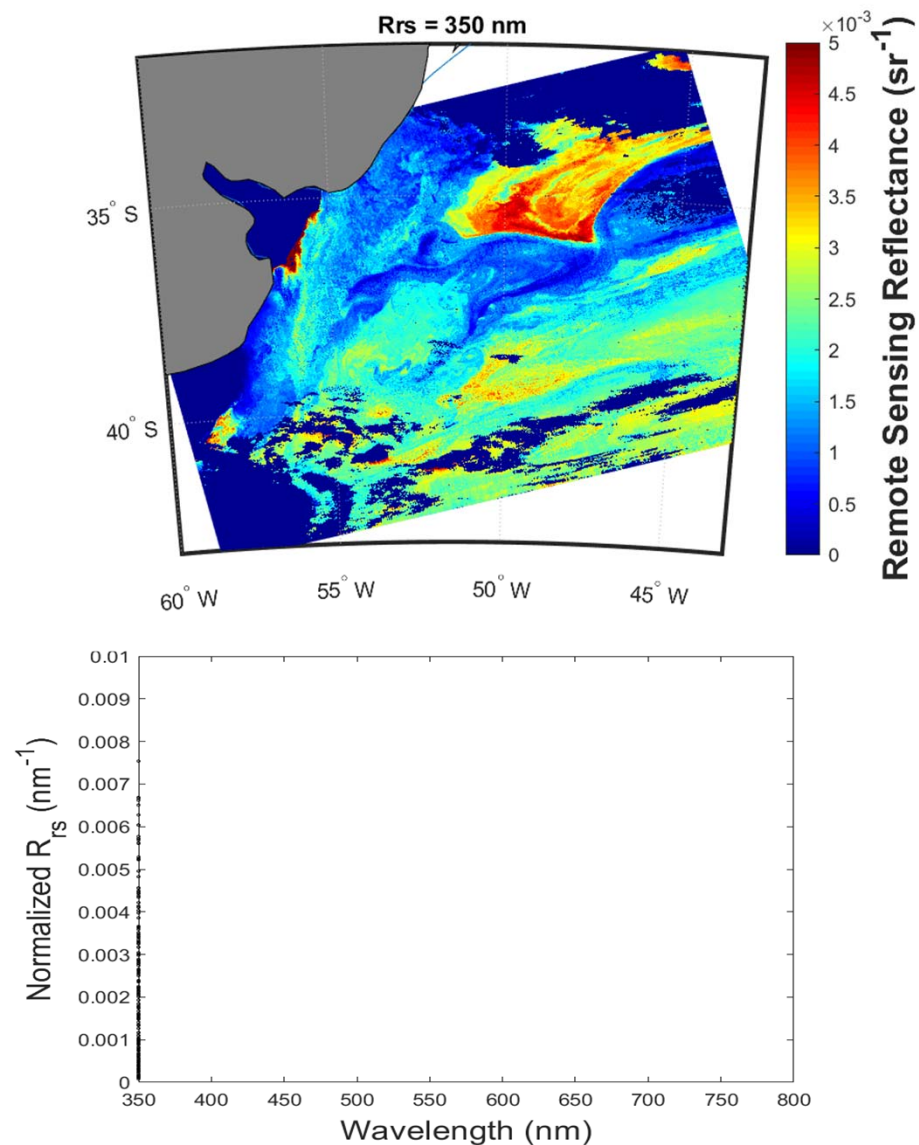 Rrs = 350 nm
×10⁻³
5
4.5
4
3.5
3
2.5
2
1.5
1
0.5
0
Remote Sensing Reflectance (sr⁻¹)
35° S
40° S
60° W
55° W
50° W
45° W
0.01
0.009
0.008
0.007
0.006
0.005
0.004
0.003
0.002
0.001
0
Normalized R_rs (nm⁻¹)
350 400 450 500 550 600 650 700 750 800
Wavelength (nm)